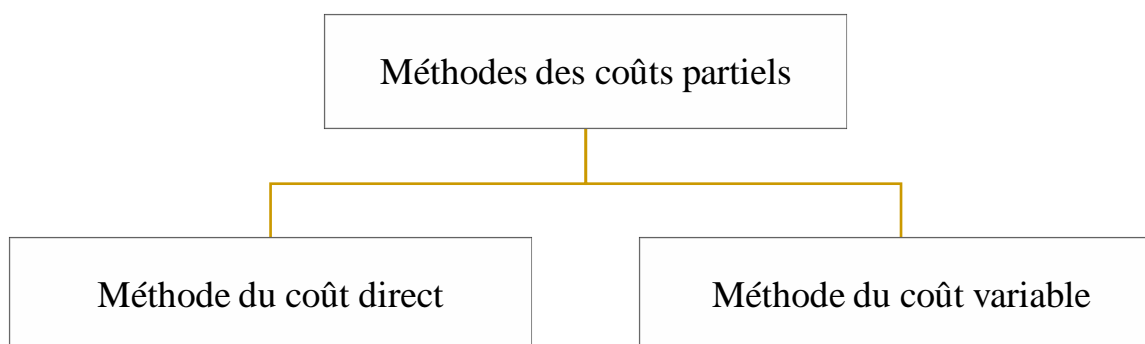 Méthodes des coûts partiels
Méthode du coût direct
Méthode du coût variable